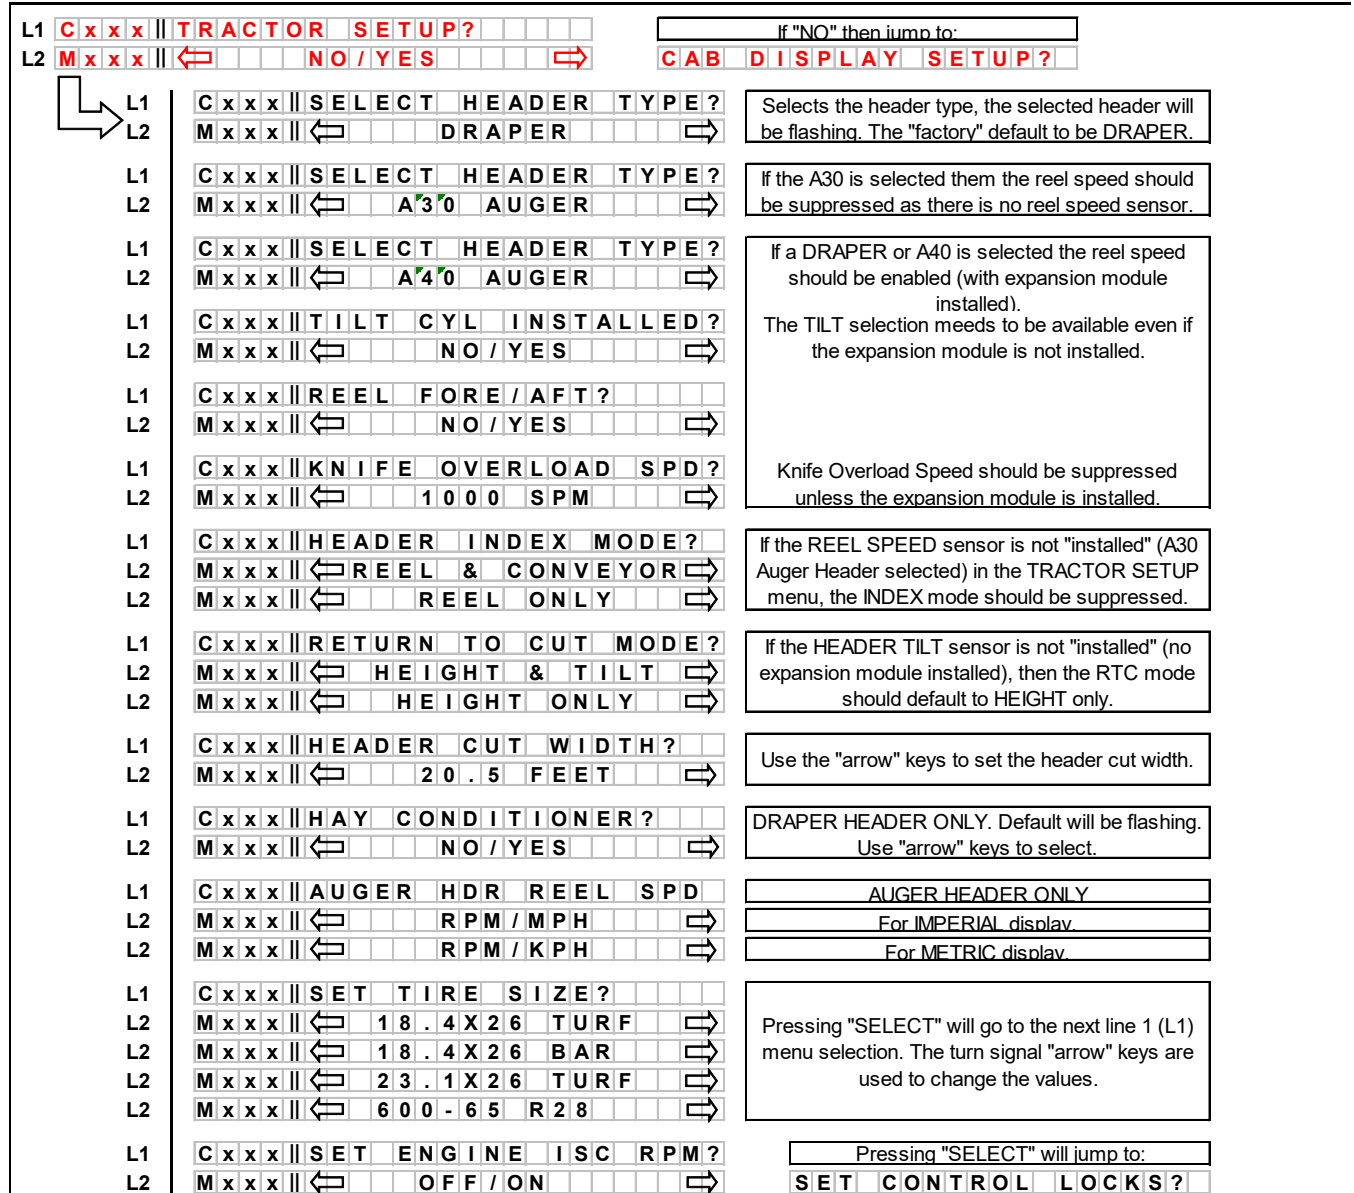 L1 Cxxx||TRACTOR SETUP? If "NO" then jump to:
L2 Mxxx|| NO/YES CAB DISPLAY SETUP?
L1 Cxxx||SELECT HEADER TYPE? Selects the header type, the selected header will
L2 Mxxx|| DRAPER be flashing. The "factory" default to be DRAPER.
L1 Cxxx||SELECT HEADER TYPE? If the A30 is selected them the reel speed should
L2 Mxxx|| A30 AUGER be suppressed as there is no reel speed sensor.
L1 Cxxx||SELECT HEADER TYPE? If a DRAPER or A40 is selected the reel speed
L2 Mxxx|| A40 AUGER should be enabled (with expansion module
installed).
L1 Cxxx||TILT CYL INSTALLED? The TILT selection meeds to be available even if
L2 Mxxx|| NO/YES the expansion module is not installed.
L1 Cxxx||REEL FORE/AFT?
L2 Mxxx|| NO/YES
L1 Cxxx||KNIFE OVERLOAD SPD? Knife Overload Speed should be suppressed
L2 Mxxx|| 1000 SPM unless the expansion module is installed.
L1 Cxxx||HEADER INDEX MODE? If the REEL SPEED sensor is not "installed" (A30
L2 Mxxx|| REEL & CONVEYOR Auger Header selected) in the TRACTOR SETUP
L2 Mxxx|| REEL ONLY menu, the INDEX mode should be suppressed.
L1 Cxxx||RETURN TO CUT MODE? If the HEADER TILT sensor is not "installed" (no
L2 Mxxx|| HEIGHT & TILT expansion module installed), then the RTC mode
L2 Mxxx|| HEIGHT ONLY should default to HEIGHT only.
L1 Cxxx||HEADER CUT WIDTH?
Use the "arrow" keys to set the header cut width.
L2 Mxxx|| 20.5 FEET
L1 Cxxx||HAY CONDITIONER? DRAPER HEADER ONLY. Default will be flashing.
L2 Mxxx|| NO/YES Use "arrow" keys to select.
L1 Cxxx||AUGER HDR REEL SPD AUGER HEADER ONLY
L2 Mxxx|| RPM/MPH For IMPERIAL display.
L2 Mxxx|| RPM/KPH For METRIC display.
L1 Cxxx||SET TIRE SIZE?
L2 Mxxx|| 18.4X26 TURF Pressing "SELECT" will go to the next line 1 (L1)
L2 Mxxx|| 18.4X26 BAR menu selection. The turn signal "arrow" keys are
L2 Mxxx|| 23.1X26 TURF used to change the values.
L2 Mxxx|| 600-65 R28
L1 Cxxx||SET ENGINE ISC RPM? Pressing "SELECT" will jump to:
L2 Mxxx|| OFF/ON SET CONTROL LOCKS?